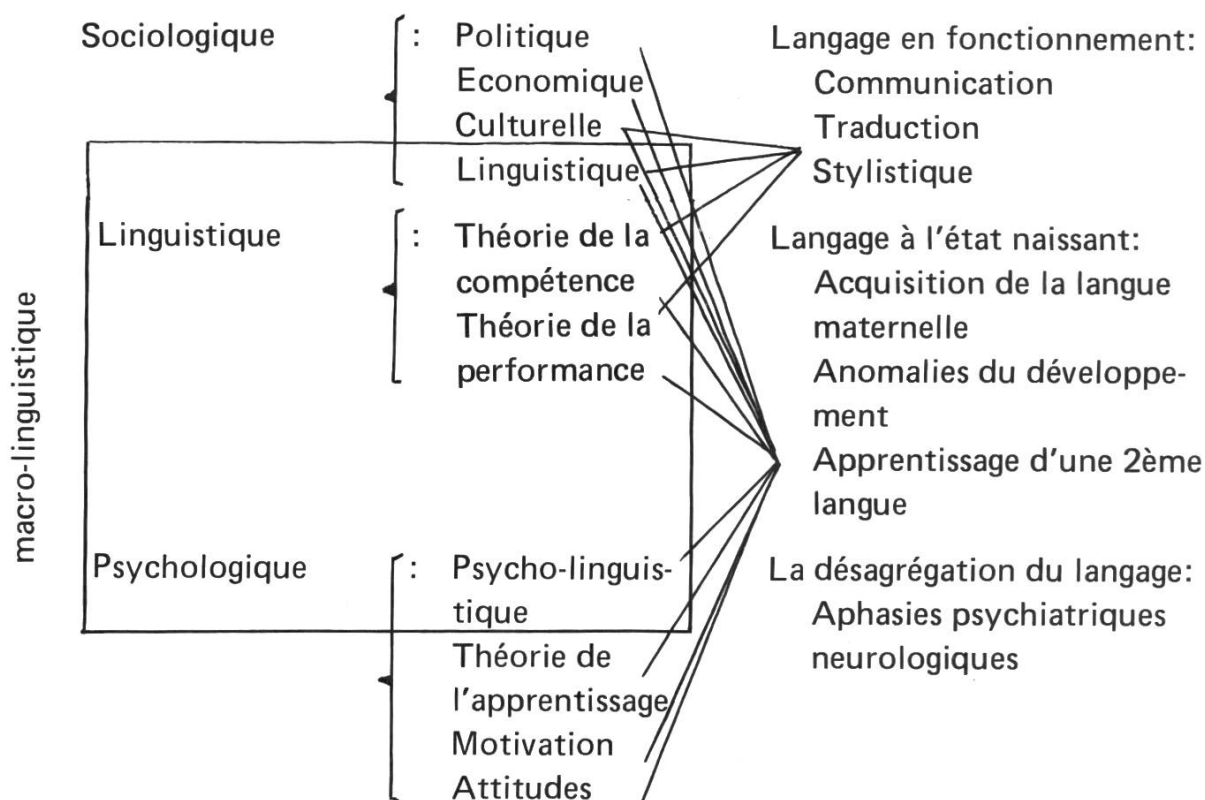 macro-linguistique
Sociologique
: Politique
Economique
Culturelle
Linguistique
Linguistique
: Théorie de la
compétence
Théorie de la
performance
Psychologique
: Psycho-linguis-
tique
Théorie de
l'apprentissage
Motivation
Attitudes
Langage en fonctionnement:
Communication
Traduction
Stylistique
Langage à l'état naissant:
Acquisition de la langue
maternelle
Anomalies du développe-
ment
Apprentissage d'une 2ème
langue
La désagrégation du langage:
Aphasies psychiatriques
neurologiques